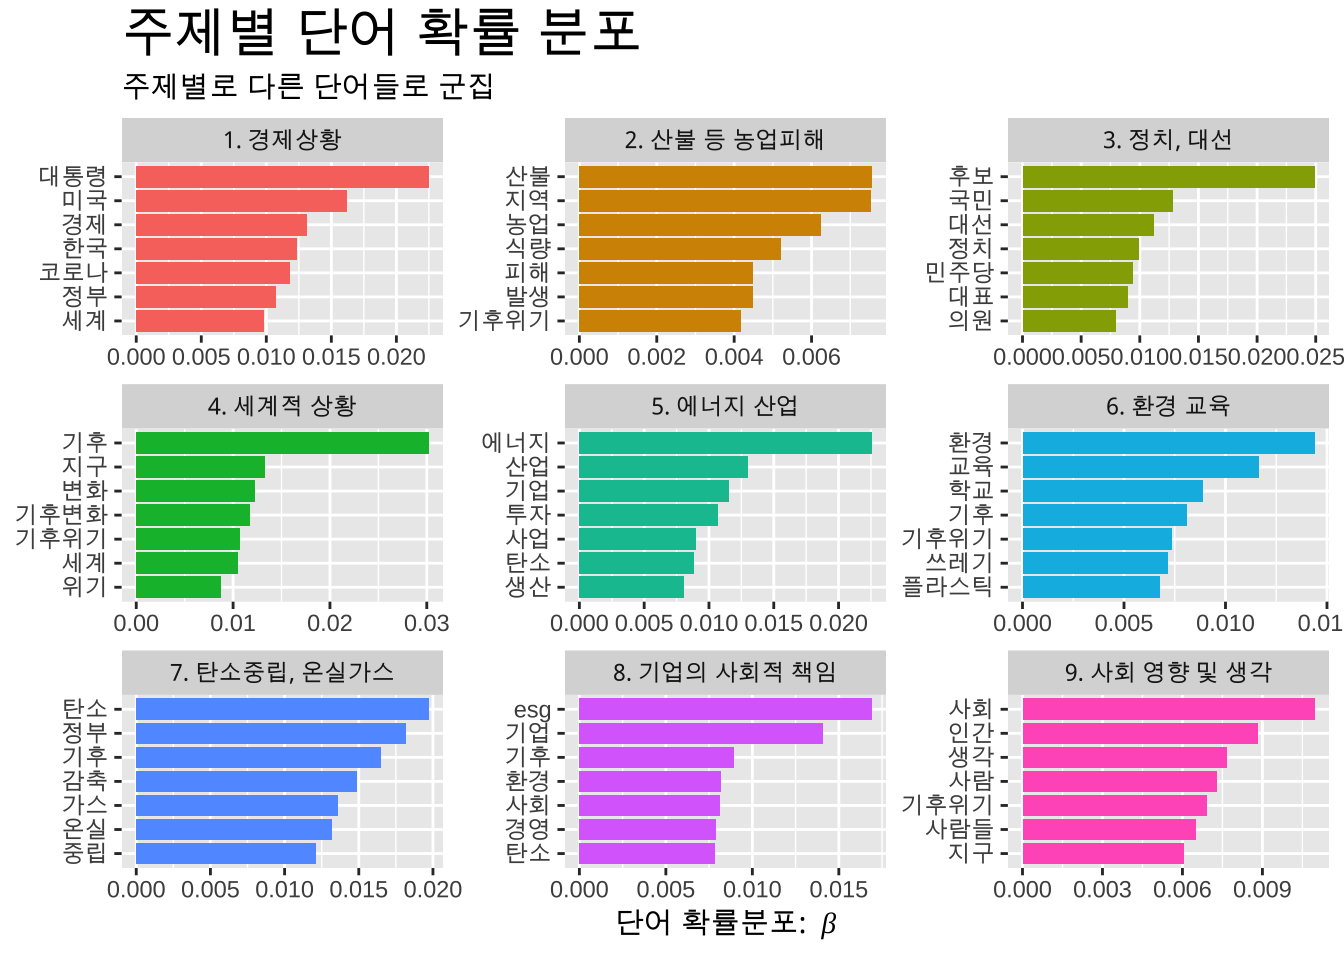 주제별 단어 확률 분포
주제별로 다른 단어들로 군집
1. 경제상황
대통령
미국
경제
한국
코로나
정부
세계
0.000 0.005 0.010 0.015 0.020
2. 산불 등 농업피해
산불
지역
농업
식량
피해
발생
기후위기
0.000 0.002 0.004 0.006
3. 정치, 대선
후보
국민
대선
정치
민주당
대표
의원
0.000 0.005 0.010 0.015 0.020 0.025
4. 세계적 상황
기후
지구
변화
기후변화
기후위기
세계
위기
0.00 0.01 0.02 0.03
5. 에너지 산업
에너지
산업
기업
투자
사업
탄소
생산
0.000 0.005 0.010 0.015 0.020
6. 환경 교육
환경
교육
학교
기후
기후위기
쓰레기
플라스틱
0.000 0.005 0.010 0.01
7. 탄소중립, 온실가스
탄소
정부
기후
감축
가스
온실
중립
0.000 0.005 0.010 0.015 0.020
8. 기업의 사회적 책임
esg
기업
기후
환경
사회
경영
탄소
0.000 0.005 0.010 0.015
9. 사회 영향 및 생각
사회
인간
생각
사람
기후위기
사람들
지구
0.000 0.003 0.006 0.009
단어 확률분포: β